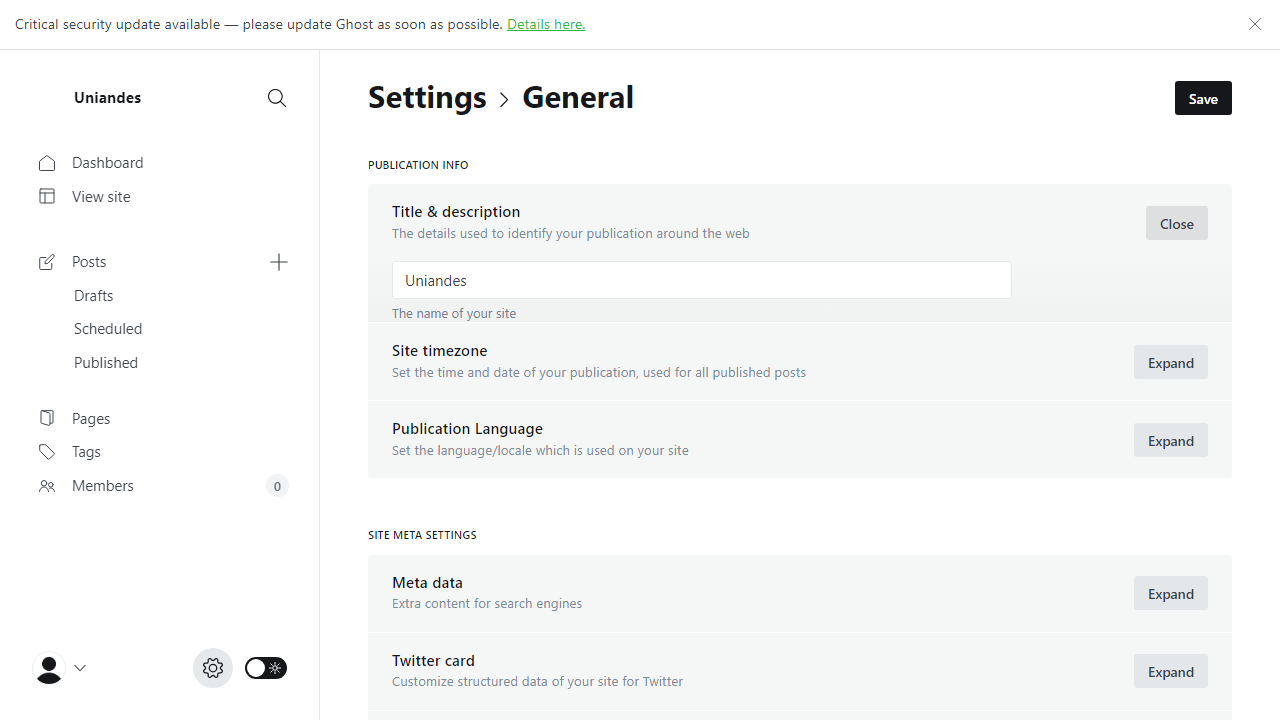 Critical security update available — please update Ghost as soon as possible. Details here.
Uniandes
Dashboard
View site
Posts
Drafts
Scheduled
Published
Pages
Tags
Members
0
Settings
General
Save
PUBLICATION INFO
Title & description
The details used to identify your publication around the web
Close
Uniandes
The name of your site
Site timezone
Set the time and date of your publication, used for all published posts
Expand
Publication Language
Set the language/locale which is used on your site
Expand
SITE META SETTINGS
Meta data
Extra content for search engines
Expand
Twitter card
Customize structured data of your site for Twitter
Expand